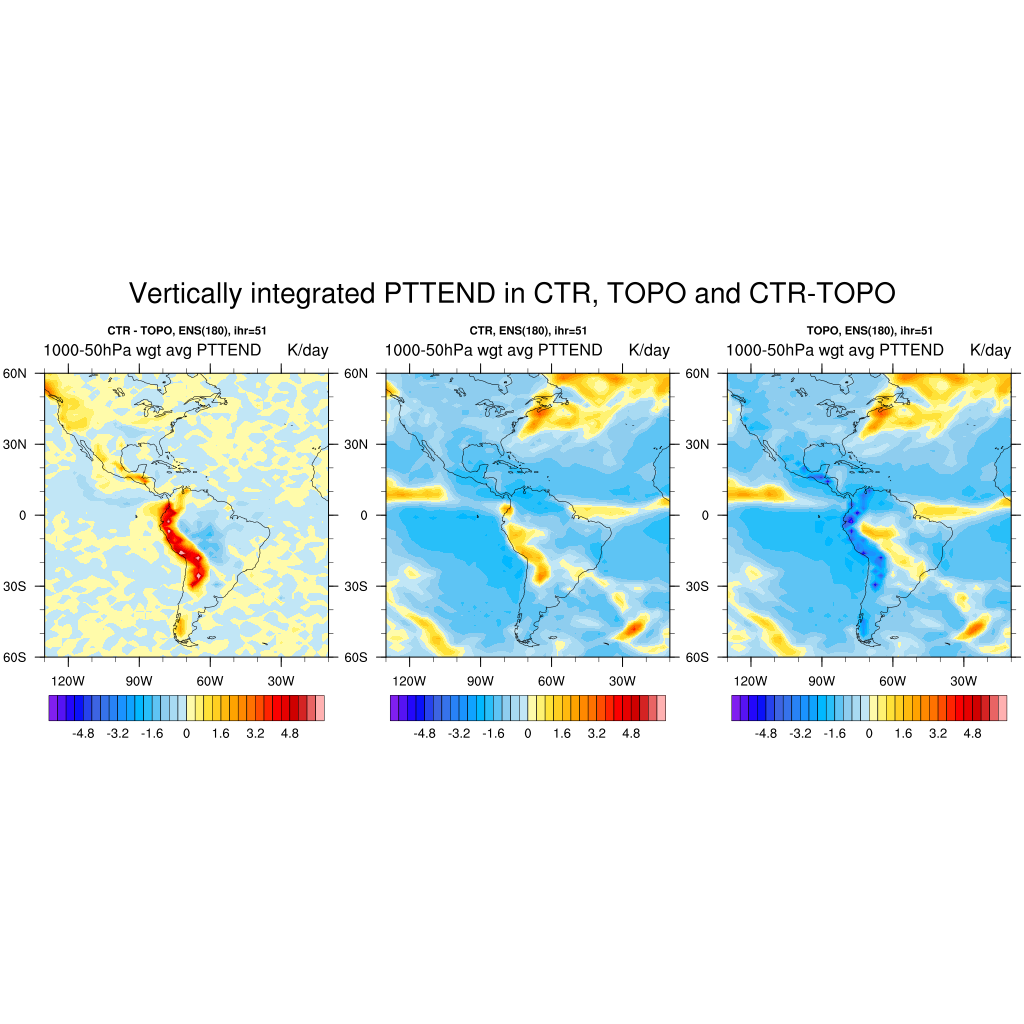 Vertically integrated PTTEND in CTR, TOPO and CTR-TOPO
CTR - TOPO, ENS(180), ihr=51
1000-50hPa wgt avg PTTEND K/day
60N
30N
0
30S
60S
120W 90W 60W 30W
-4.8 -3.2 -1.6 0 1.6 3.2 4.8
CTR, ENS(180), ihr=51
1000-50hPa wgt avg PTTEND K/day
60N
30N
0
30S
60S
120W 90W 60W 30W
-4.8 -3.2 -1.6 0 1.6 3.2 4.8
TOPO, ENS(180), ihr=51
1000-50hPa wgt avg PTTEND K/day
60N
30N
0
30S
60S
120W 90W 60W 30W
-4.8 -3.2 -1.6 0 1.6 3.2 4.8